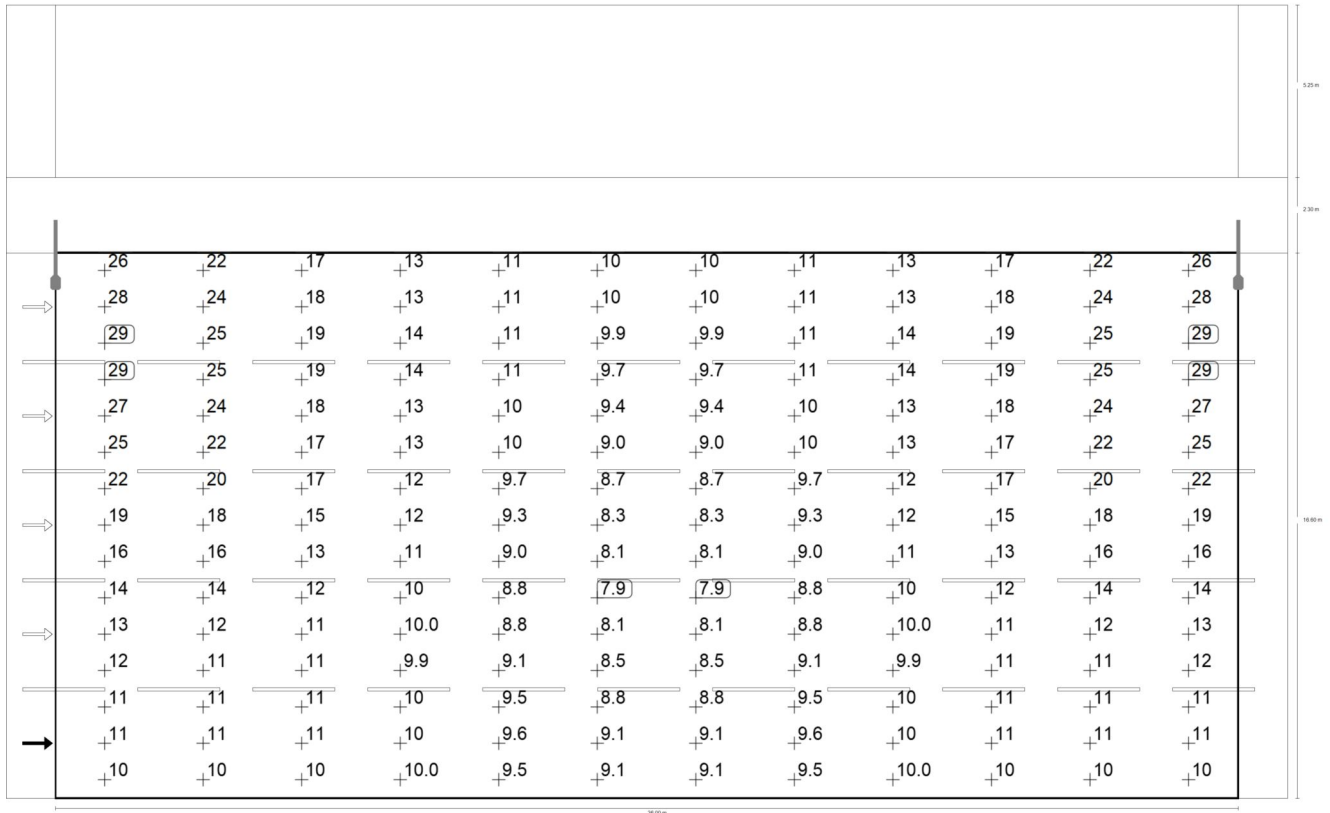 5.25 m
2.30 m
26 22 17 13 11 10 10 11 13 17 22 26
28 24 18 13 11 10 10 11 13 18 24 28
29 25 19 14 11 9.9 9.9 11 14 19 25 29
29 25 19 14 11 9.7 9.7 11 14 19 25 29
27 24 18 13 10 9.4 9.4 10 13 18 24 27
25 22 17 13 10 9.0 9.0 10 13 17 22 25
22 20 17 12 9.7 8.7 8.7 9.7 12 17 20 22
19 18 15 12 9.3 8.3 8.3 9.3 12 15 18 19
16.60 m
16 16 13 11 9.0 8.1 8.1 9.0 11 13 16 16
14 14 12 10 8.8 7.9 7.9 8.8 10 12 14 14
13 12 11 10.0 8.8 8.1 8.1 8.8 10.0 11 12 13
12 11 11 9.9 9.1 8.5 8.5 9.1 9.9 11 11 12
11 11 11 10 9.5 8.8 8.8 9.5 10 11 11 11
11 11 11 10 9.6 9.1 9.1 9.6 10 11 11 11
10 10 10 10.0 9.5 9.1 9.1 9.5 10.0 10 10 10